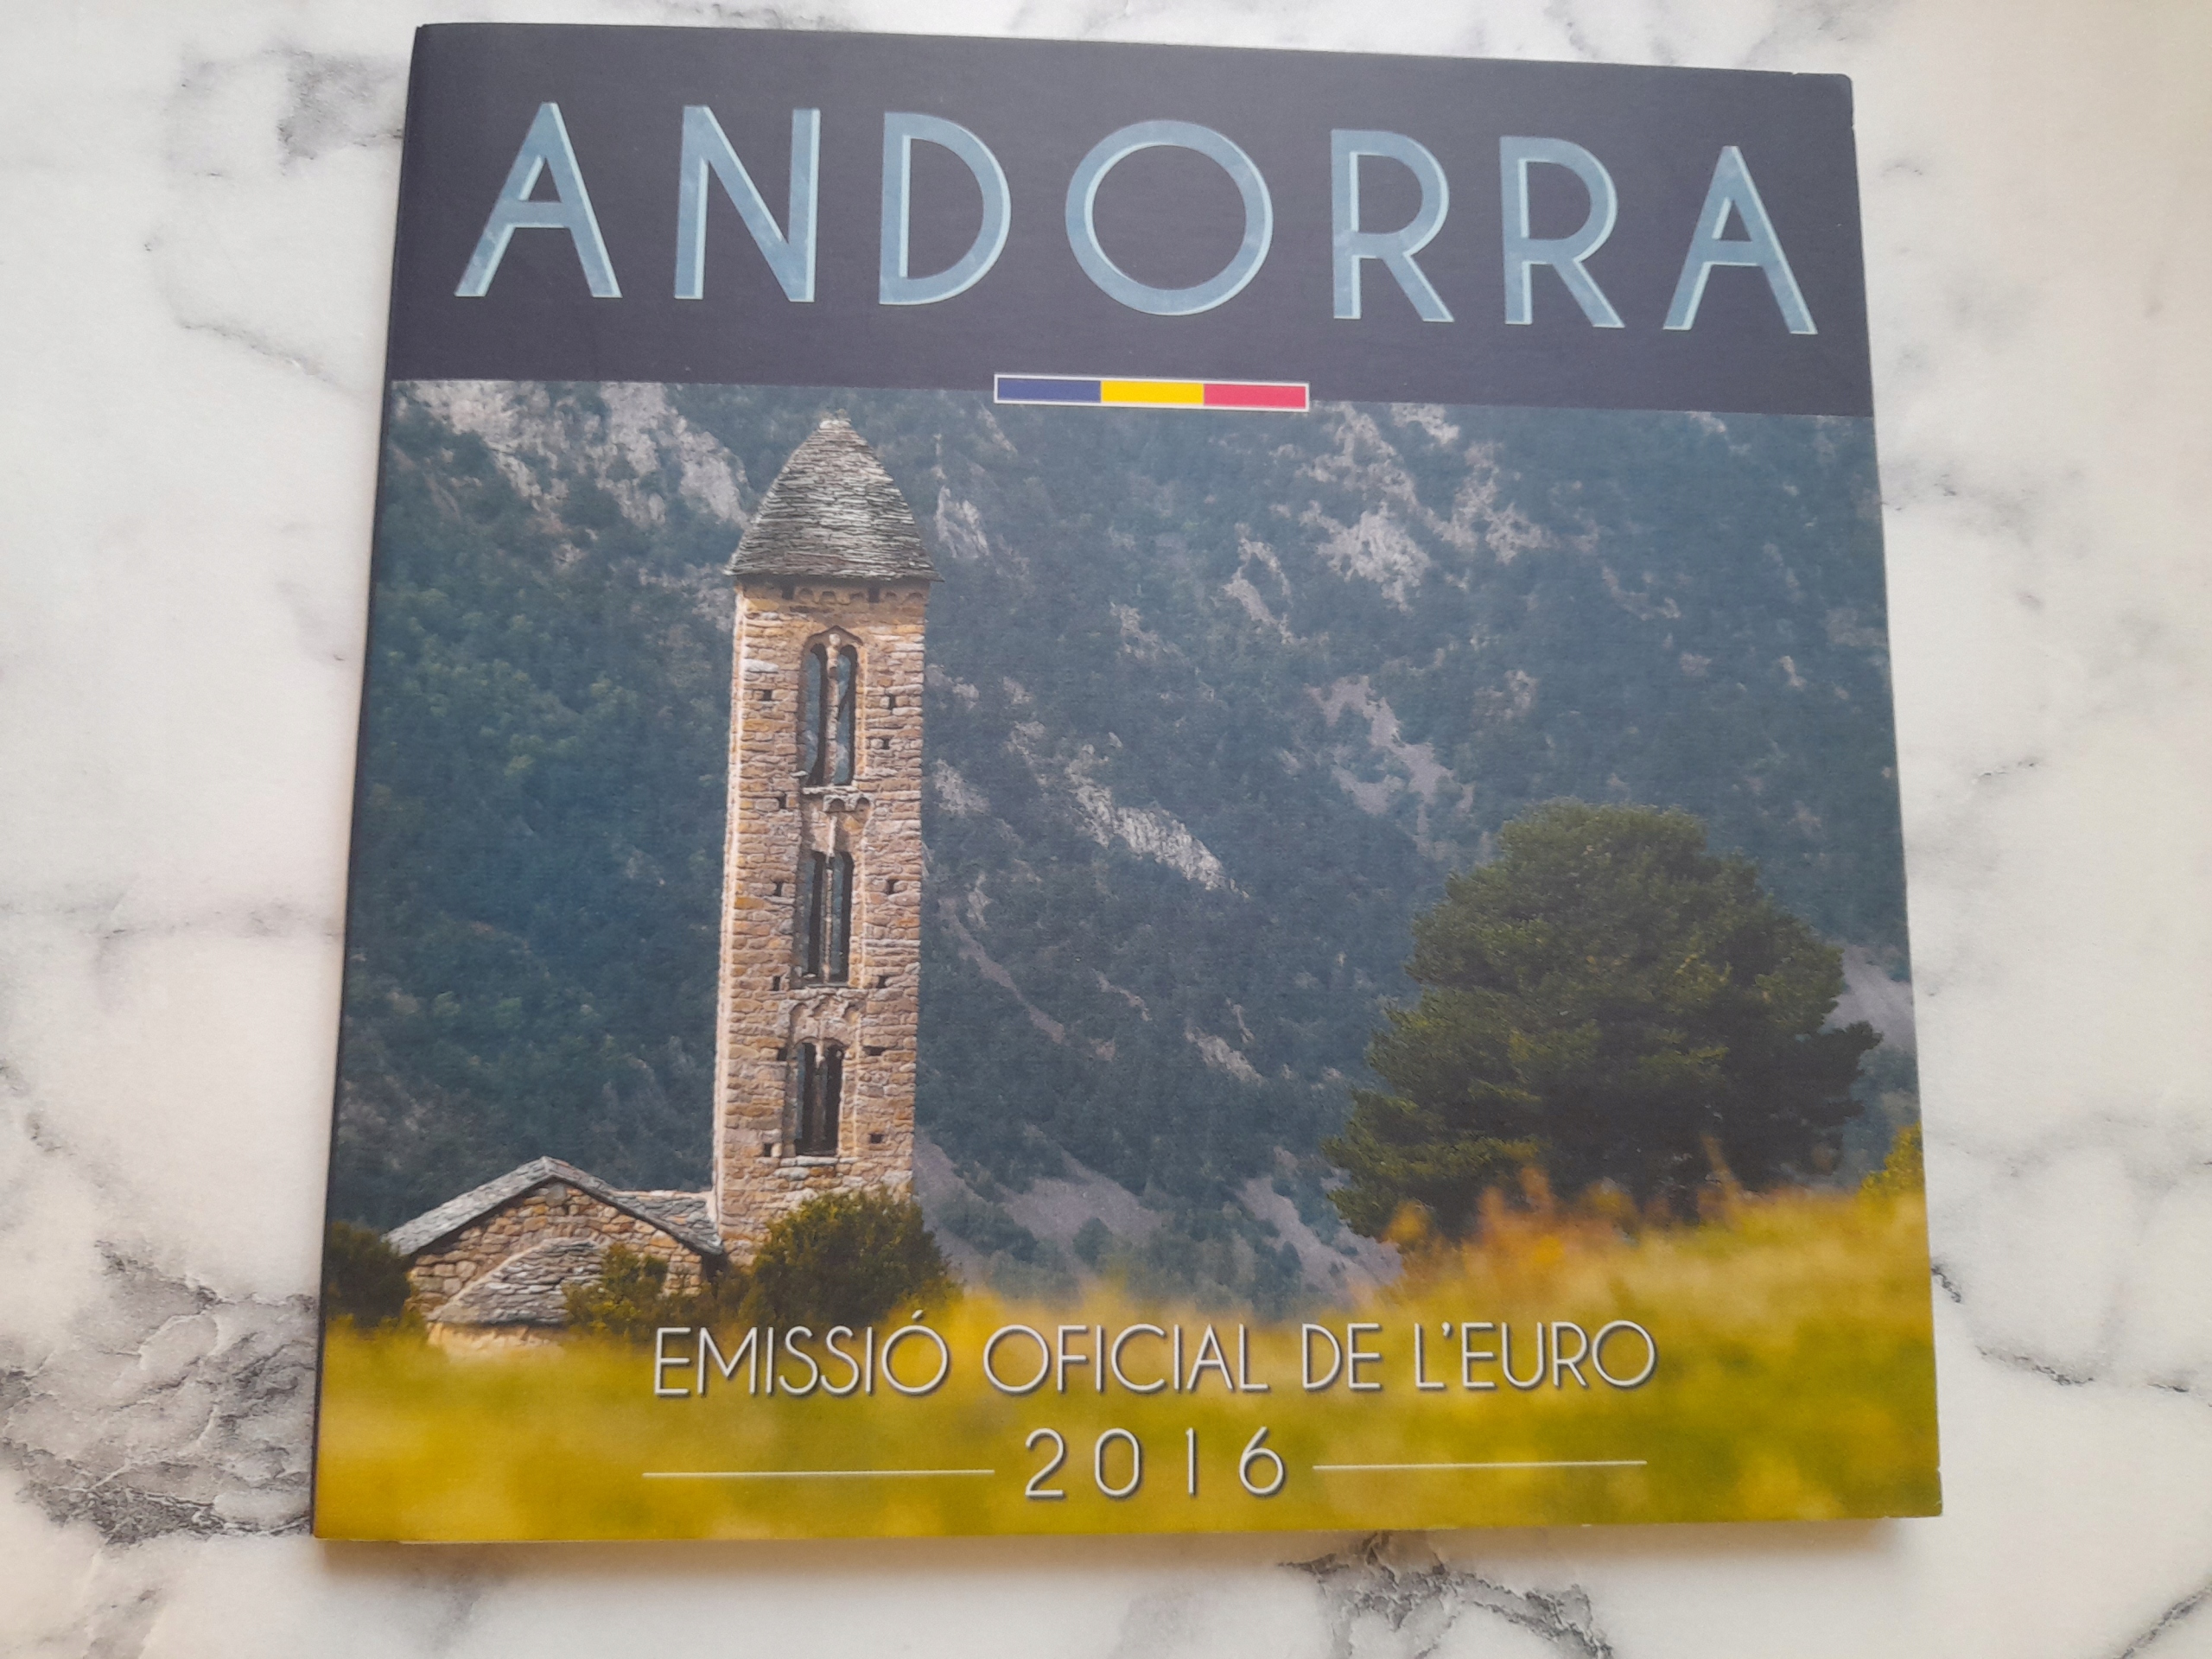 ANDORRA
EMISSIÓ OFICIAL DE L'EURO
2016